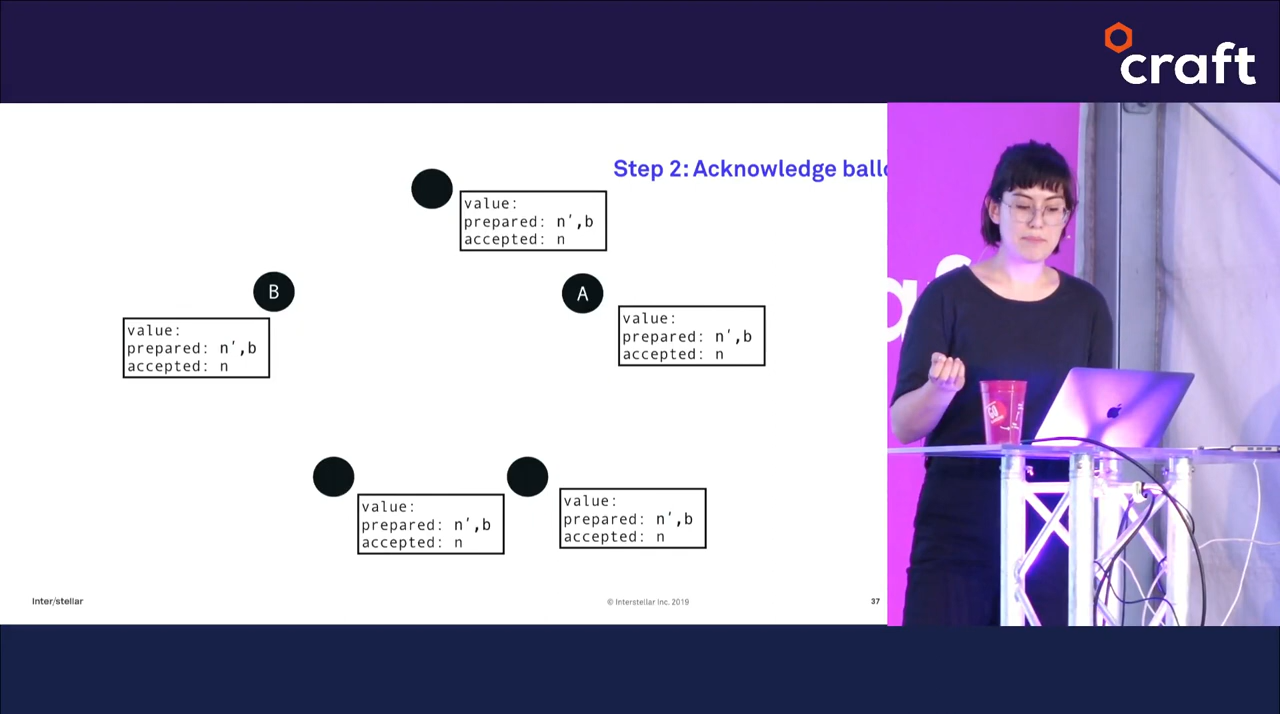 craft
Step 2: Acknowledge
value:
prepared: n′,b
accepted: n
B
A
value:
prepared: n′,b
accepted: n
value:
prepared: n′,b
accepted: n
value:
prepared: n′,b
accepted: n
value:
prepared: n′,b
accepted: n
Inter/stellar
© Interstellar Inc. 2019
37